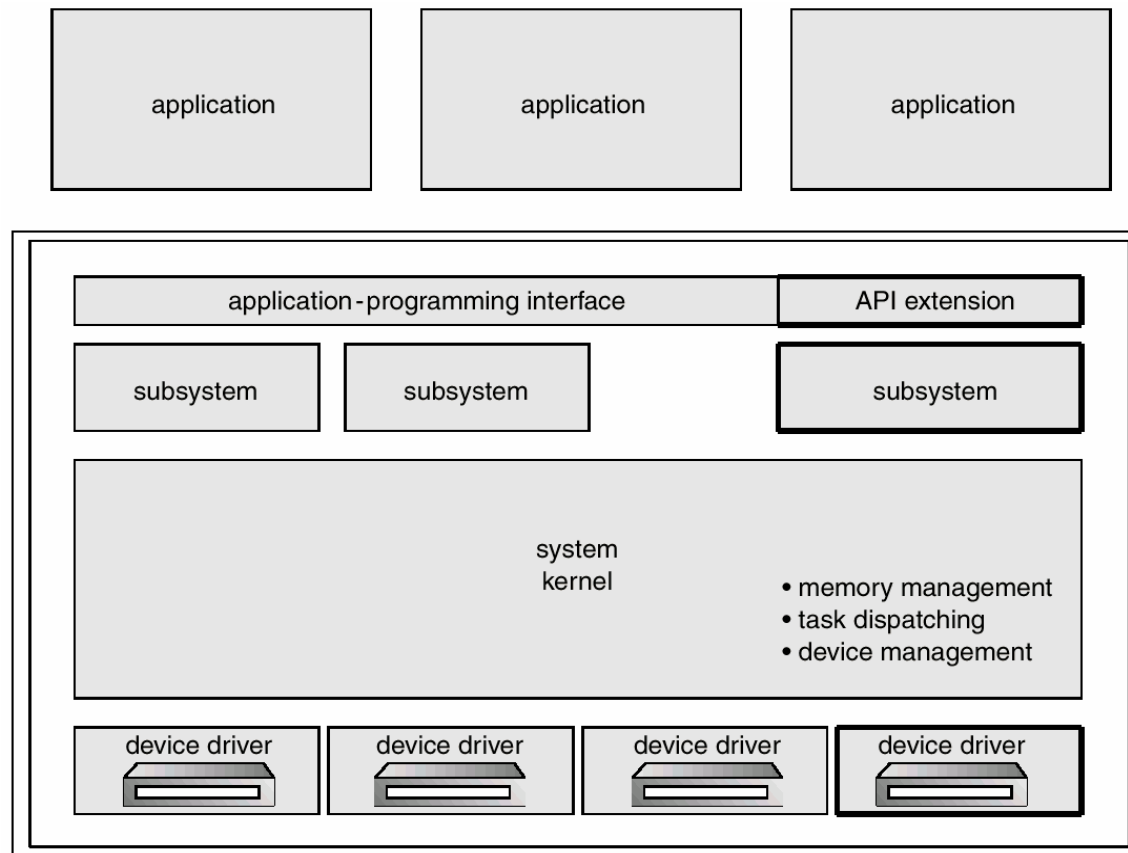 application
application
application
application-programming interface
API extension
subsystem
subsystem
subsystem
system
kernel
• memory management
• task dispatching
• device management
device driver
device driver
device driver
device driver